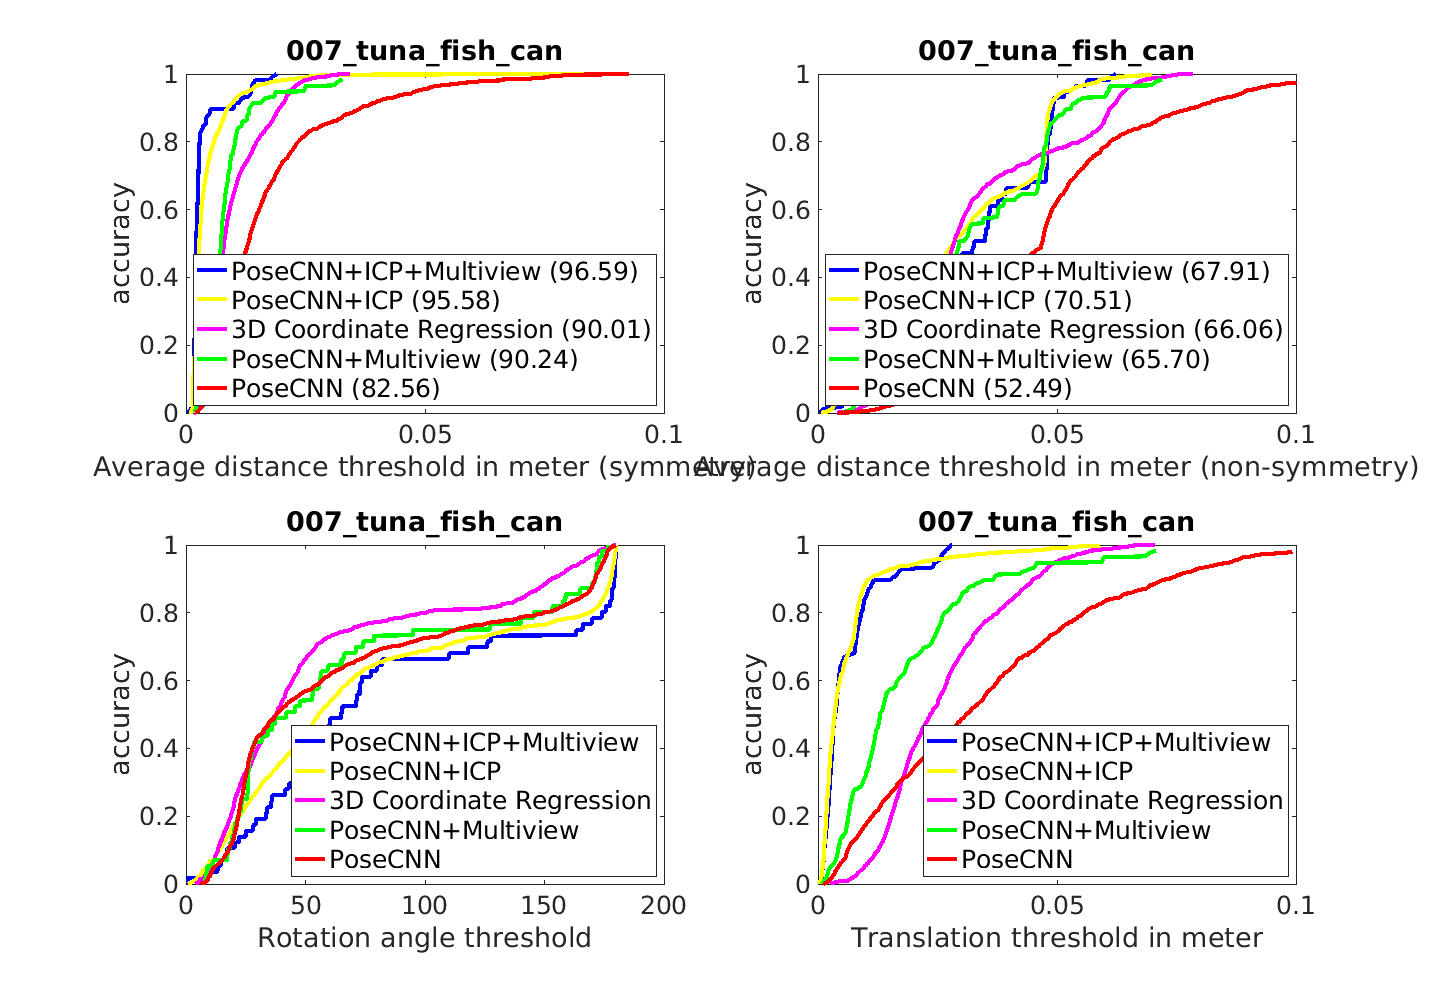 007_tuna_fish_can
1
0.8
0.6
0.4
0.2
0
accuracy
PoseCNN+ICP+Multiview (96.59)
PoseCNN+ICP (95.58)
3D Coordinate Regression (90.01)
PoseCNN+Multiview (90.24)
PoseCNN (82.56)
0 0.05 0.1
Average distance threshold in meter (symmetry)
007_tuna_fish_can
1
0.8
0.6
0.4
0.2
0
accuracy
PoseCNN+ICP+Multiview (67.91)
PoseCNN+ICP (70.51)
3D Coordinate Regression (66.06)
PoseCNN+Multiview (65.70)
PoseCNN (52.49)
0 0.05 0.1
Average distance threshold in meter (non-symmetry)
007_tuna_fish_can
1
0.8
0.6
0.4
0.2
0
accuracy
PoseCNN+ICP+Multiview
PoseCNN+ICP
3D Coordinate Regression
PoseCNN+Multiview
PoseCNN
0 50 100 150 200
Rotation angle threshold
007_tuna_fish_can
1
0.8
0.6
0.4
0.2
0
accuracy
PoseCNN+ICP+Multiview
PoseCNN+ICP
3D Coordinate Regression
PoseCNN+Multiview
PoseCNN
0 0.05 0.1
Translation threshold in meter